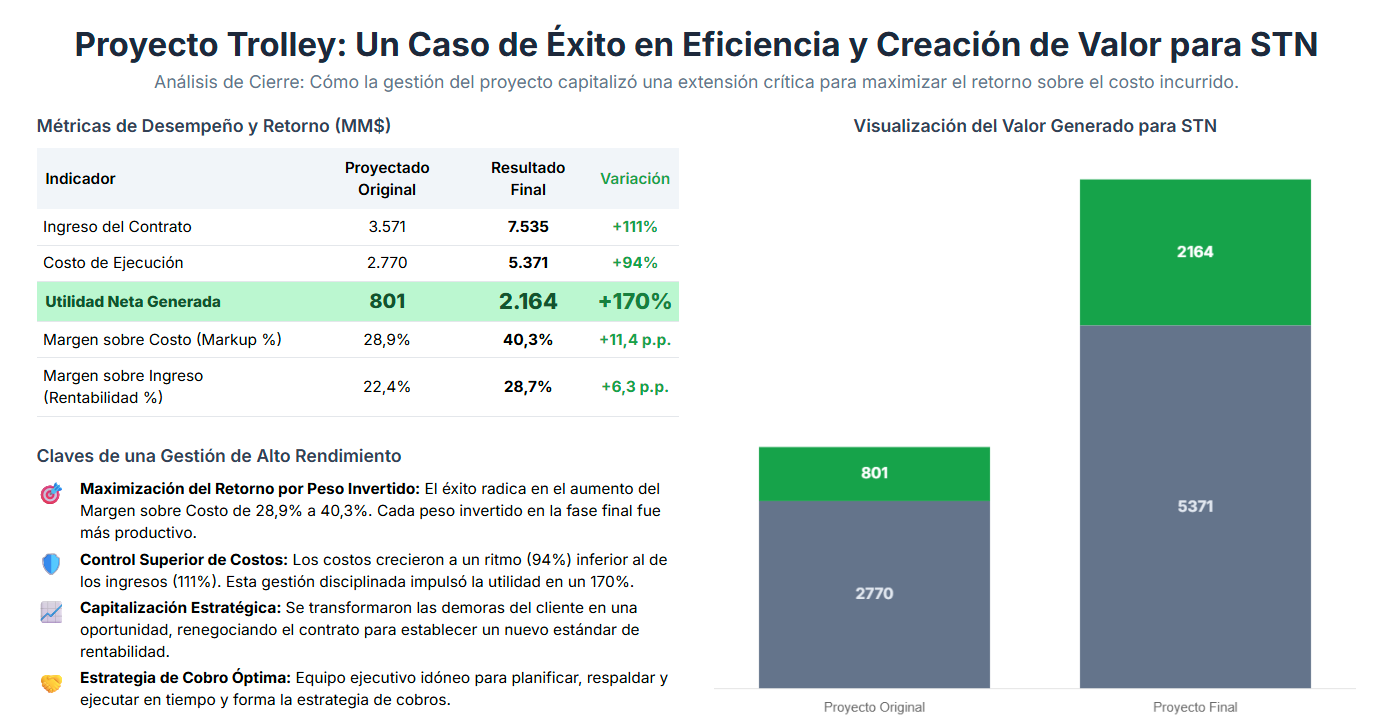 Proyecto Trolley: Un Caso de Éxito en Eficiencia y Creación de Valor para STN
Análisis de Cierre: Cómo la gestión del proyecto capitalizó una extensión crítica para maximizar el retorno sobre el costo incurrido.
Métricas de Desempeño y Retorno (MM$)
Indicador Proyectado Original Resultado Final Variación
Ingreso del Contrato 3.571 7.535 +111%
Costo de Ejecución 2.770 5.371 +94%
Utilidad Neta Generada 801 2.164 +170%
Margen sobre Costo (Markup %) 28,9% 40,3% +11,4 p.p.
Margen sobre Ingreso
(Rentabilidad %) 22,4% 28,7% +6,3 p.p.
Claves de una Gestión de Alto Rendimiento
Maximización del Retorno por Peso Invertido: El éxito radica en el aumento del
Margen sobre Costo de 28,9% a 40,3%. Cada peso invertido en la fase final fue
más productivo.
Control Superior de Costos: Los costos crecieron a un ritmo (94%) inferior al de
los ingresos (111%). Esta gestión disciplinada impulsó la utilidad en un 170%.
Capitalización Estratégica: Se transformaron las demoras del cliente en una
oportunidad, renegociando el contrato para establecer un nuevo estándar de
rentabilidad.
Estrategia de Cobro Óptima: Equipo ejecutivo idóneo para planificar, respaldar y
ejecutar en tiempo y forma la estrategia de cobros.
Visualización del Valor Generado para STN
801
2770
2164
5371
Proyecto Original
Proyecto Final